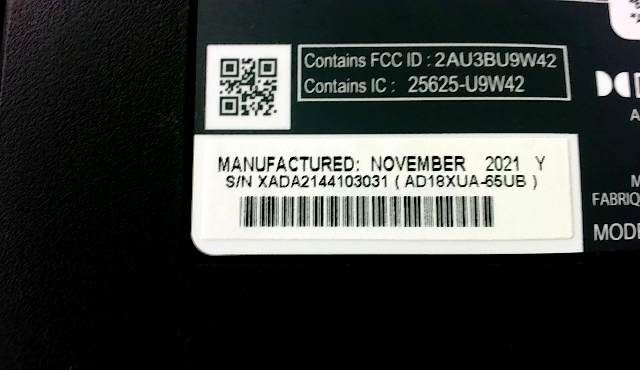 Contains FCC ID : 2AU3BU9W42
Contains IC : 25625-U9W42
MANUFACTURED: NOVEMBER 2021 Y
S/N XADA2144103031 ( AD18XUA-65UB )